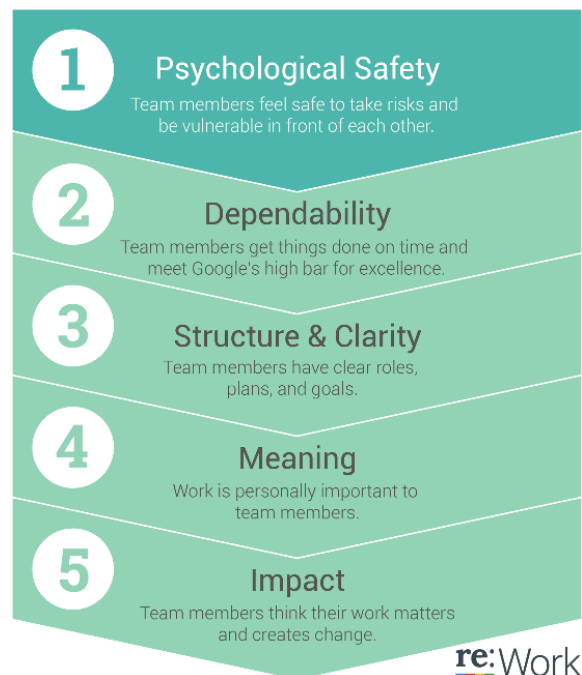 1
Psychological Safety
Team members feel safe to take risks and
be vulnerable in front of each other.
2
Dependability
Team members get things done on time and
meet Google's high bar for excellence.
3
Structure & Clarity
Team members have clear roles,
plans, and goals.
4
Meaning
Work is personally important to
team members.
5
Impact
Team members think their work matters
and creates change.
re:Work